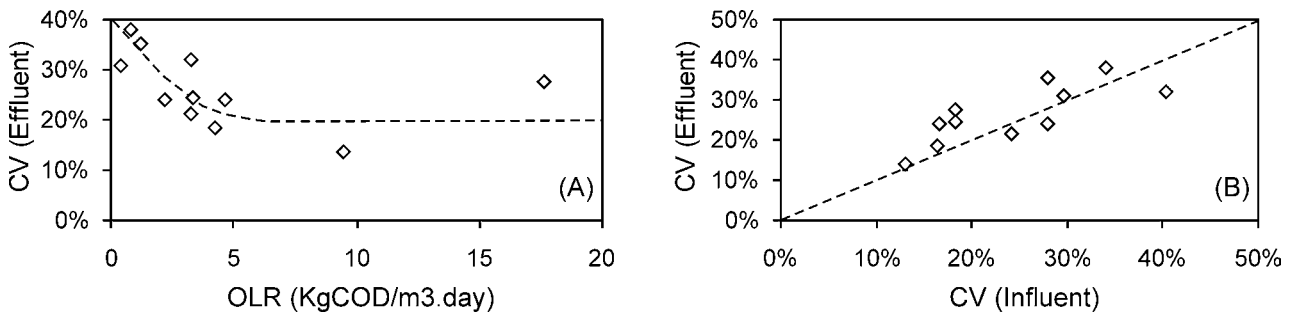 40%
30%
20%
10%
0%
CV (Effluent)
(A)
0 5 10 15 20
OLR (KgCOD/m3.day)
50%
40%
30%
20%
10%
0%
CV (Effluent)
(B)
0% 10% 20% 30% 40% 50%
CV (Influent)